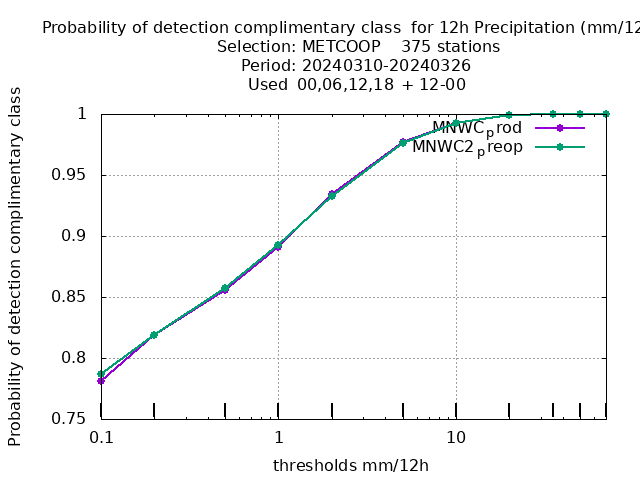 Probability of detection complimentary class  for 12h Precipitation (mm/12
Selection: METCOOP    375 stations
Period: 20240310-20240326
Used  00,06,12,18  + 12-00
Probability of detection complimentary class
1
0.95
0.9
0.85
0.8
0.75
MNWCprod
MNWC2preop
0.1
1
10
thresholds mm/12h